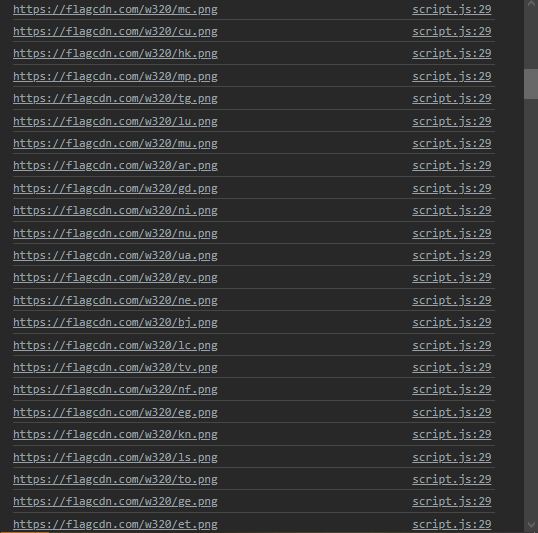 https://flagcdn.com/w320/mc.png script.js:29
https://flagcdn.com/w320/cu.png script.js:29
https://flagcdn.com/w320/hk.png script.js:29
https://flagcdn.com/w320/mp.png script.js:29
https://flagcdn.com/w320/tg.png script.js:29
https://flagcdn.com/w320/lu.png script.js:29
https://flagcdn.com/w320/mu.png script.js:29
https://flagcdn.com/w320/ar.png script.js:29
https://flagcdn.com/w320/gd.png script.js:29
https://flagcdn.com/w320/ni.png script.js:29
https://flagcdn.com/w320/nu.png script.js:29
https://flagcdn.com/w320/ua.png script.js:29
https://flagcdn.com/w320/gy.png script.js:29
https://flagcdn.com/w320/ne.png script.js:29
https://flagcdn.com/w320/bj.png script.js:29
https://flagcdn.com/w320/lc.png script.js:29
https://flagcdn.com/w320/tv.png script.js:29
https://flagcdn.com/w320/nf.png script.js:29
https://flagcdn.com/w320/eg.png script.js:29
https://flagcdn.com/w320/kn.png script.js:29
https://flagcdn.com/w320/ls.png script.js:29
https://flagcdn.com/w320/to.png script.js:29
https://flagcdn.com/w320/ge.png script.js:29
https://flagcdn.com/w320/et.png script.js:29